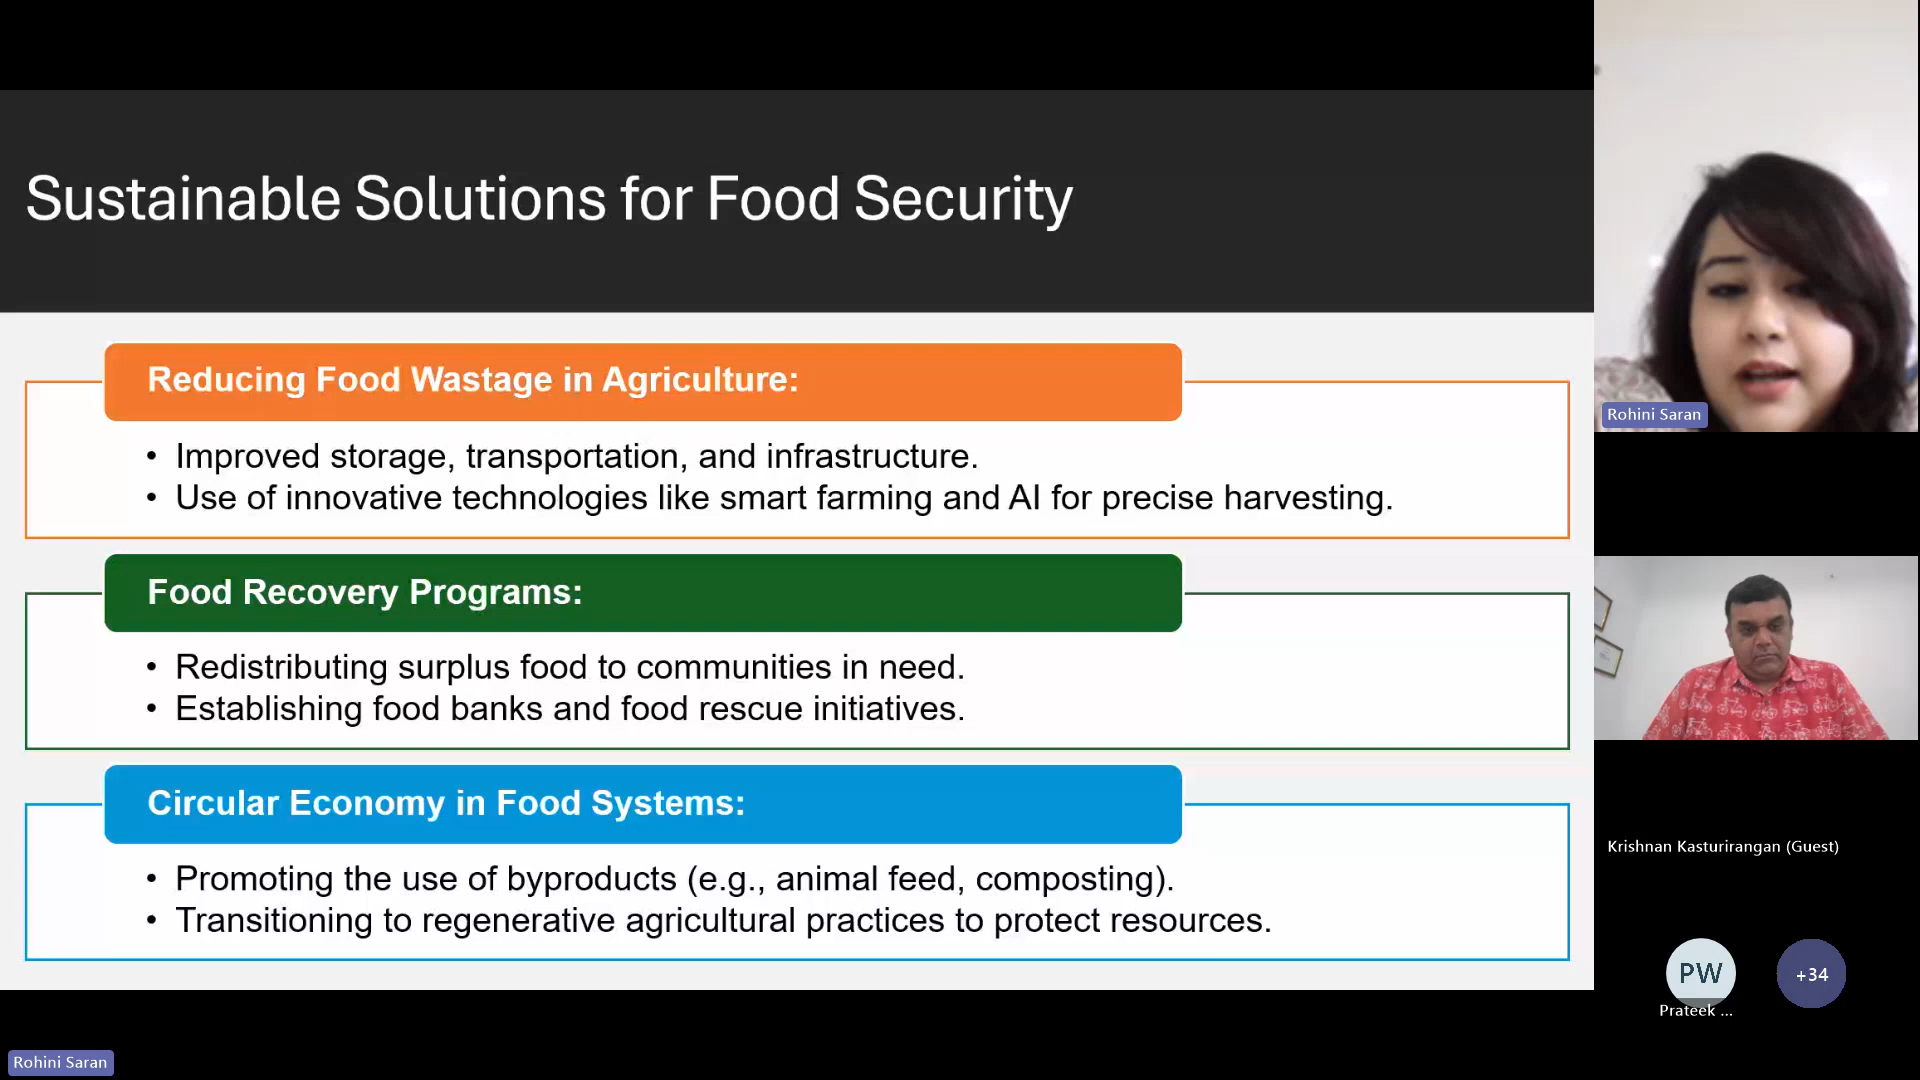 Sustainable Solutions for Food Security
Reducing Food Wastage in Agriculture:
• Improved storage, transportation, and infrastructure.
• Use of innovative technologies like smart farming and AI for precise harvesting.
Food Recovery Programs:
• Redistributing surplus food to communities in need.
• Establishing food banks and food rescue initiatives.
Circular Economy in Food Systems:
• Promoting the use of byproducts (e.g., animal feed, composting).
• Transitioning to regenerative agricultural practices to protect resources.
Rohini Saran
Krishnan Kasturirangan (Guest)
PW
+34
Prateek ...
Rohini Saran